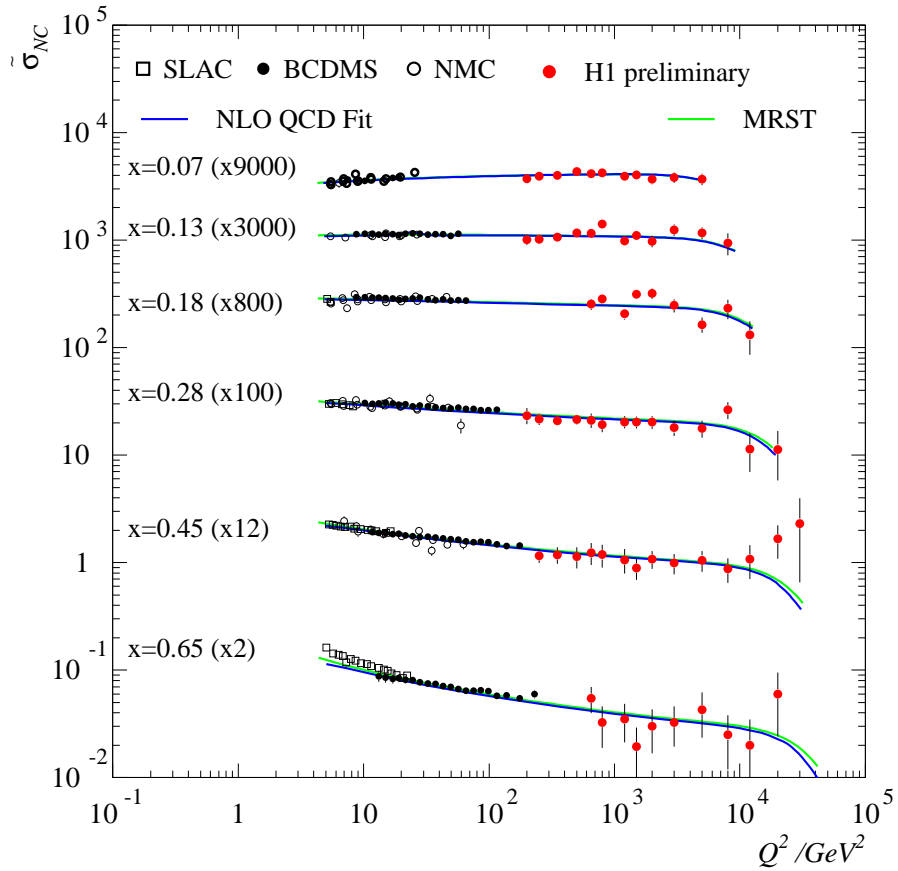 σ̃_NC
10^5
□ SLAC ● BCDMS ○ NMC ● H1 preliminary
NLO QCD Fit MRST
10^4
x=0.07 (x9000)
10^3
x=0.13 (x3000)
x=0.18 (x800)
10^2
x=0.28 (x100)
10
x=0.45 (x12)
1
x=0.65 (x2)
10^-1
10^-2
10^-1 1 10 10^2 10^3 10^4 10^5
Q^2 /GeV^2